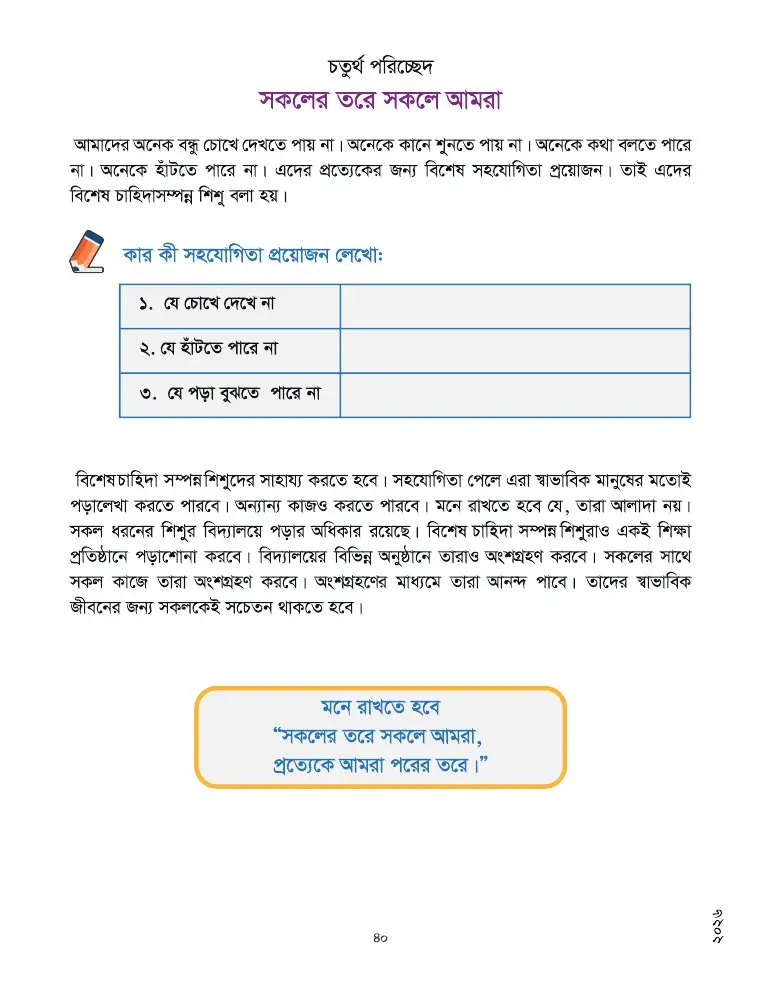 চতুর্থ পরিচ্ছেদ
সকলের তরে সকলে আমরা
আমাদের অনেক বন্ধু চোখে দেখতে পায় না। অনেকে কানে শুনতে পায় না। অনেকে কথা বলতে পারে
না। অনেকে হাঁটতে পারে না। এদের প্রত্যেকের জন্য বিশেষ সহযোগিতা প্রয়োজন। তাই এদের
বিশেষ চাহিদাসম্পন্ন শিশু বলা হয়।
কার কী সহযোগিতা প্রয়োজন লেখো:
১. যে চোখে দেখে না
২. যে হাঁটতে পারে না
৩. যে পড়া বুঝতে পারে না
বিশেষ চাহিদা সম্পন্ন শিশুদের সাহায্য করতে হবে। সহযোগিতা পেলে এরা স্বাভাবিক মানুষের মতোই
পড়ালেখা করতে পারবে। অন্যান্য কাজও করতে পারবে। মনে রাখতে হবে যে, তারা আলাদা নয়।
সকল ধরনের শিশুর বিদ্যালয়ে পড়ার অধিকার রয়েছে। বিশেষ চাহিদা সম্পন্ন শিশুরাও একই শিক্ষা
প্রতিষ্ঠানে পড়াশোনা করবে। বিদ্যালয়ের বিভিন্ন অনুষ্ঠানে তারাও অংশগ্রহণ করবে। সকলের সাথে
সকল কাজে তারা অংশগ্রহণ করবে। অংশগ্রহণের মাধ্যমে তারা আনন্দ পাবে। তাদের স্বাভাবিক
জীবনের জন্য সকলকেই সচেতন থাকতে হবে।
মনে রাখতে হবে
“সকলের তরে সকলে আমরা,
প্রত্যেকে আমরা পরের তরে।”
৪০
২০২৬